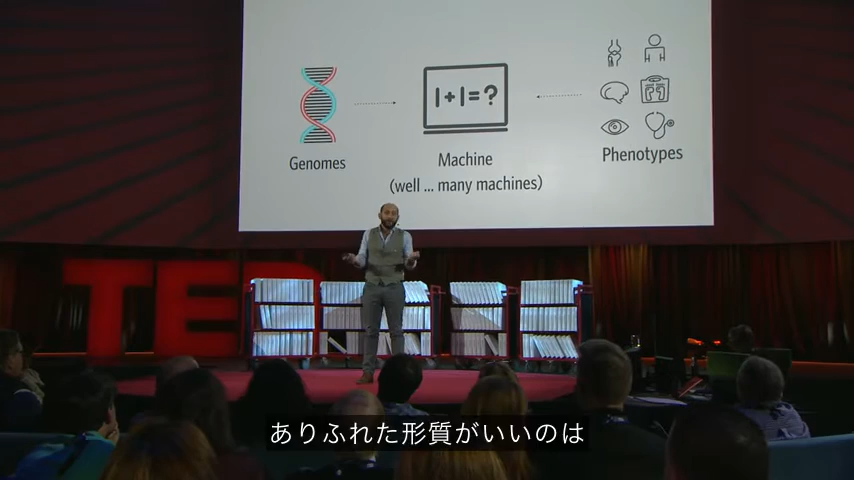 1+1=?
Genomes
Machine
(well ... many machines)
Phenotypes
TED
ありふれた形質がいいのは